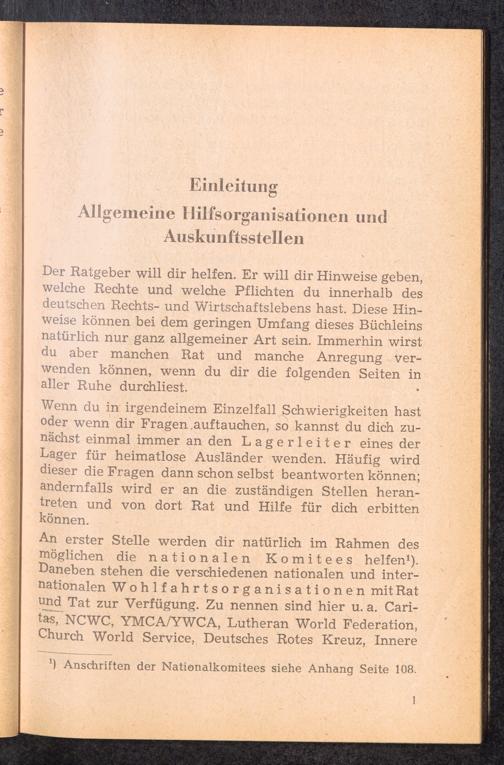 Einleitung
Allgemeine Hilfsorganisationen und
Auskunftsstellen
Der Ratgeber will dir helfen. Er will dir Hinweise geben,
welche Rechte und welche Pflichten du innerhalb des
deutschen Rechts- und Wirtschaftslebens hast. Diese Hin-
weise können bei dem geringen Umfang dieses Büchleins
natürlich nur ganz allgemeiner Art sein. Immerhin wirst
du aber manchen Rat und manche Anregung ver-
wenden können, wenn du dir die folgenden Seiten in
aller Ruhe durchliest.
Wenn du in irgendeinem Einzelfall Schwierigkeiten hast
oder wenn dir Fragen auftauchen, so kannst du dich zu-
nächst einmal immer an den Lagerleiter eines der
Lager für heimatlose Ausländer wenden. Häufig wird
dieser die Fragen dann schon selbst beantworten können;
andernfalls wird er an die zuständigen Stellen heran-
treten und von dort Rat und Hilfe für dich erbitten
können.
An erster Stelle werden dir natürlich im Rahmen des
möglichen die nationalen Komitees helfen¹).
Daneben stehen die verschiedenen nationalen und inter-
nationalen Wohlfahrtsorganisationen mit Rat
und Tat zur Verfügung. Zu nennen sind hier u. a. Cari-
tas, NCWC, YMCA/YWCA, Lutheran World Federation,
Church World Service, Deutsches Rotes Kreuz, Innere
¹) Anschriften der Nationalkomitees siehe Anhang Seite 108.
1